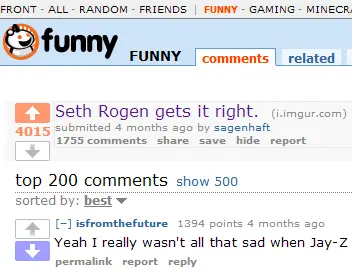 FRONT - ALL - RANDOM - FRIENDS | FUNNY - GAMING - MINECRA
funny FUNNY comments related
Seth Rogen gets it right. (i.imgur.com)
4015
submitted 4 months ago by sagenhaft
1755 comments share save hide report
top 200 comments show 500
sorted by: best
[−] isfromthefuture 1394 points 4 months ago
Yeah I really wasn't all that sad when Jay-Z
permalink report reply